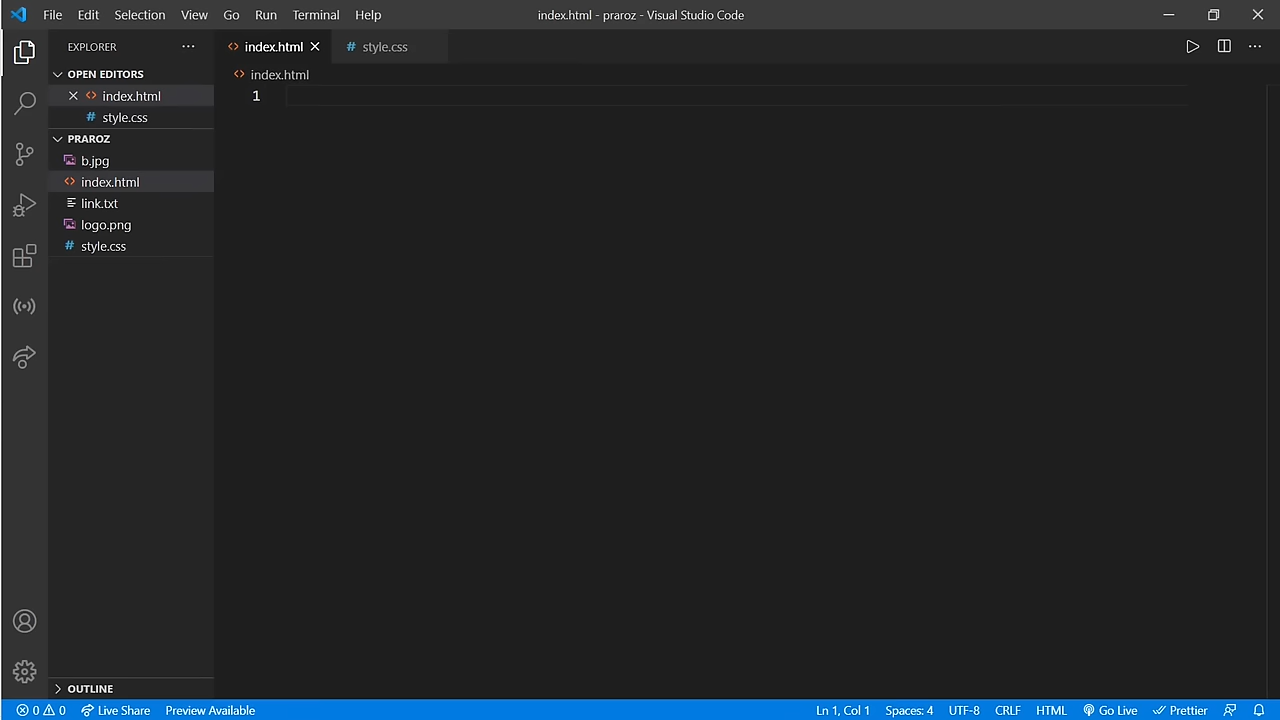 File Edit Selection View Go Run Terminal Help
index.html - praroz - Visual Studio Code
EXPLORER
OPEN EDITORS
index.html
style.css
PRAROZ
b.jpg
index.html
link.txt
logo.png
style.css
OUTLINE
index.html
style.css
index.html
1
0 0 Live Share Preview Available
Ln 1, Col 1 Spaces: 4 UTF-8 CRLF HTML Go Live Prettier